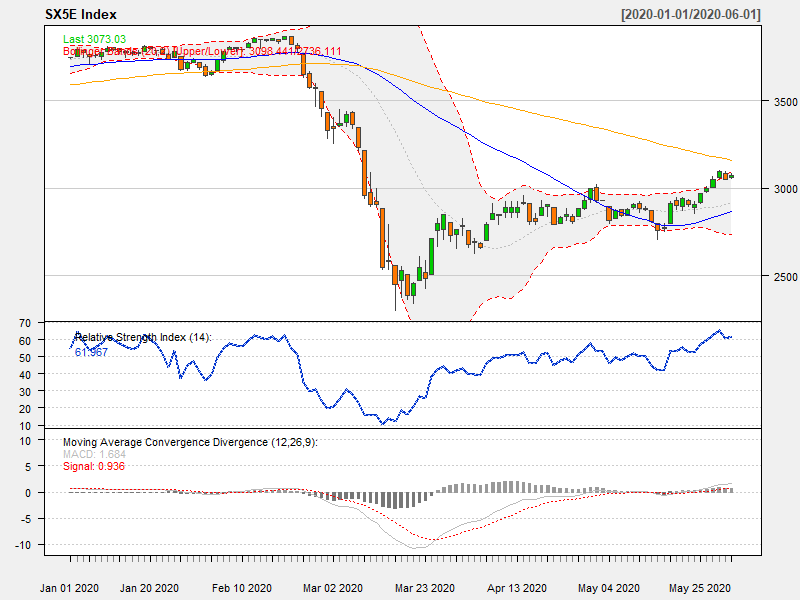 SX5E Index [2020-01-01/2020-06-01]
Last 3073.03
Bollinger Bands (20,2) [Upper/Lower]: 3098.441/2736.111
3500
3000
2500
Relative Strength Index (14):
61.967
70
60
50
40
30
20
10
Moving Average Convergence Divergence (12,26,9):
MACD: 1.684
Signal: 0.936
10
5
0
-5
-10
Jan 01 2020 Jan 20 2020 Feb 10 2020 Mar 02 2020 Mar 23 2020 Apr 13 2020 May 04 2020 May 25 2020